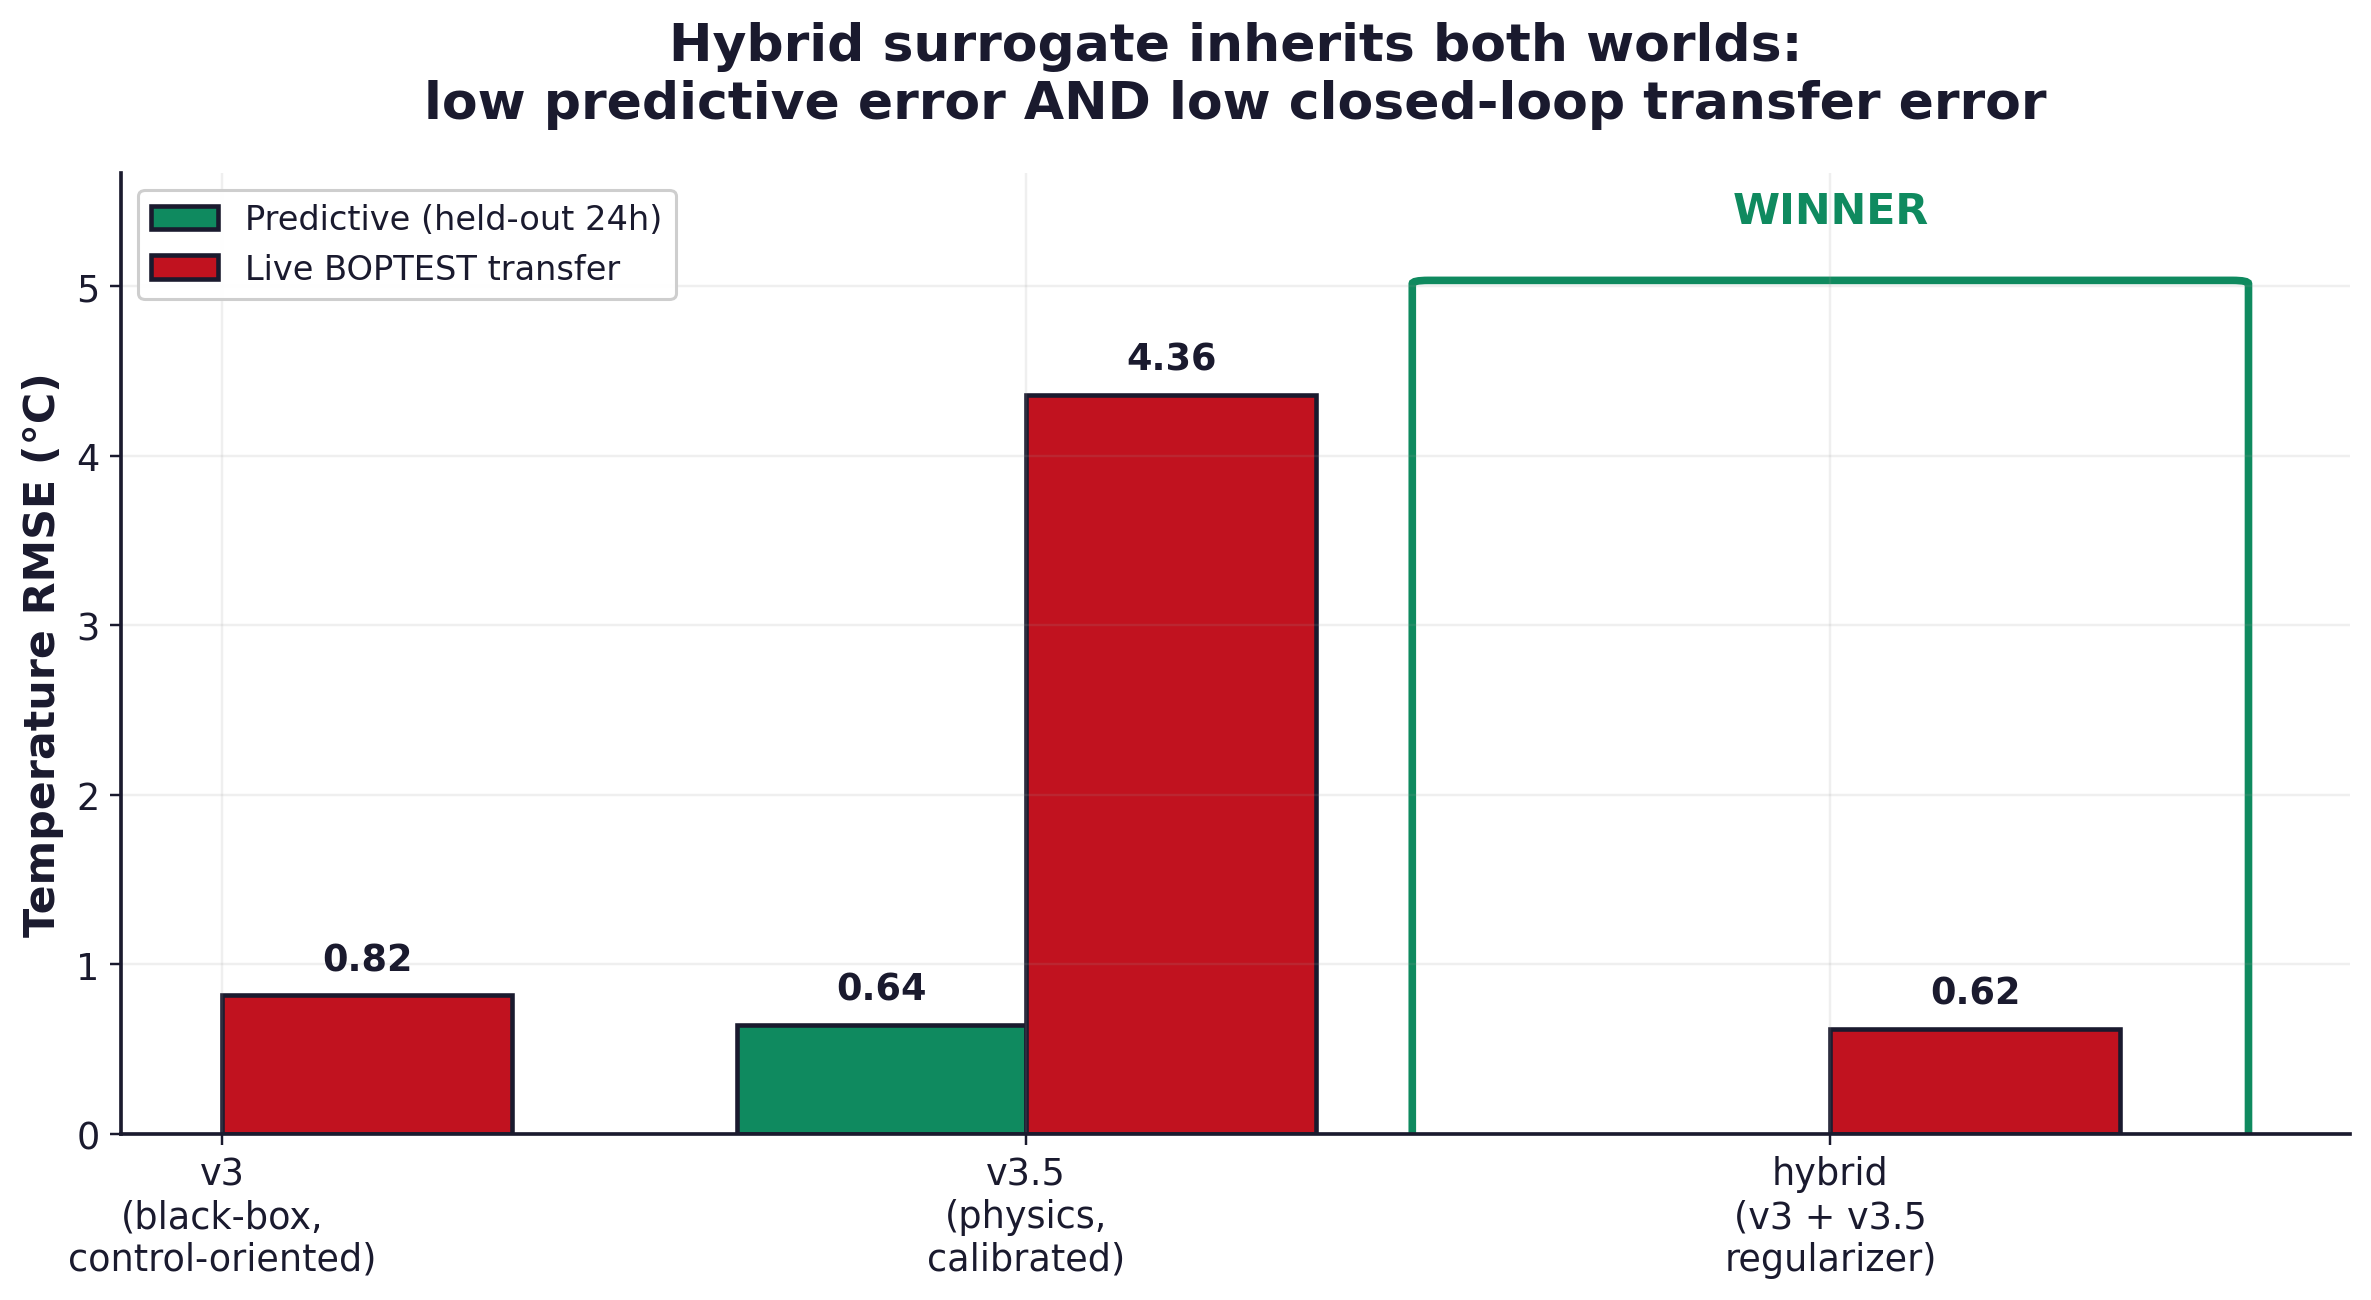 Hybrid surrogate inherits both worlds:
low predictive error AND low closed-loop transfer error
Predictive (held-out 24h)
Live BOPTEST transfer
WINNER
Temperature RMSE (°C)
5
4
3
2
1
0
0.82
0.64
4.36
0.62
v3
(black-box,
control-oriented)
v3.5
(physics,
calibrated)
hybrid
(v3 + v3.5
regularizer)